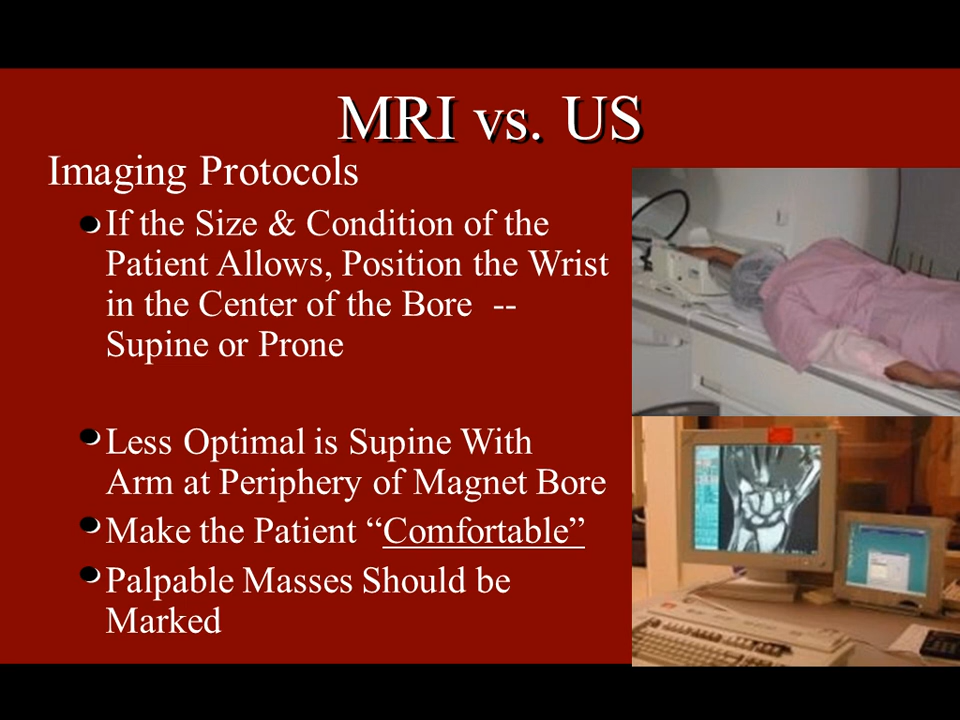 MRI vs. US
Imaging Protocols
If the Size & Condition of the
Patient Allows, Position the Wrist
in the Center of the Bore --
Supine or Prone
Less Optimal is Supine With
Arm at Periphery of Magnet Bore
Make the Patient “Comfortable”
Palpable Masses Should be
Marked